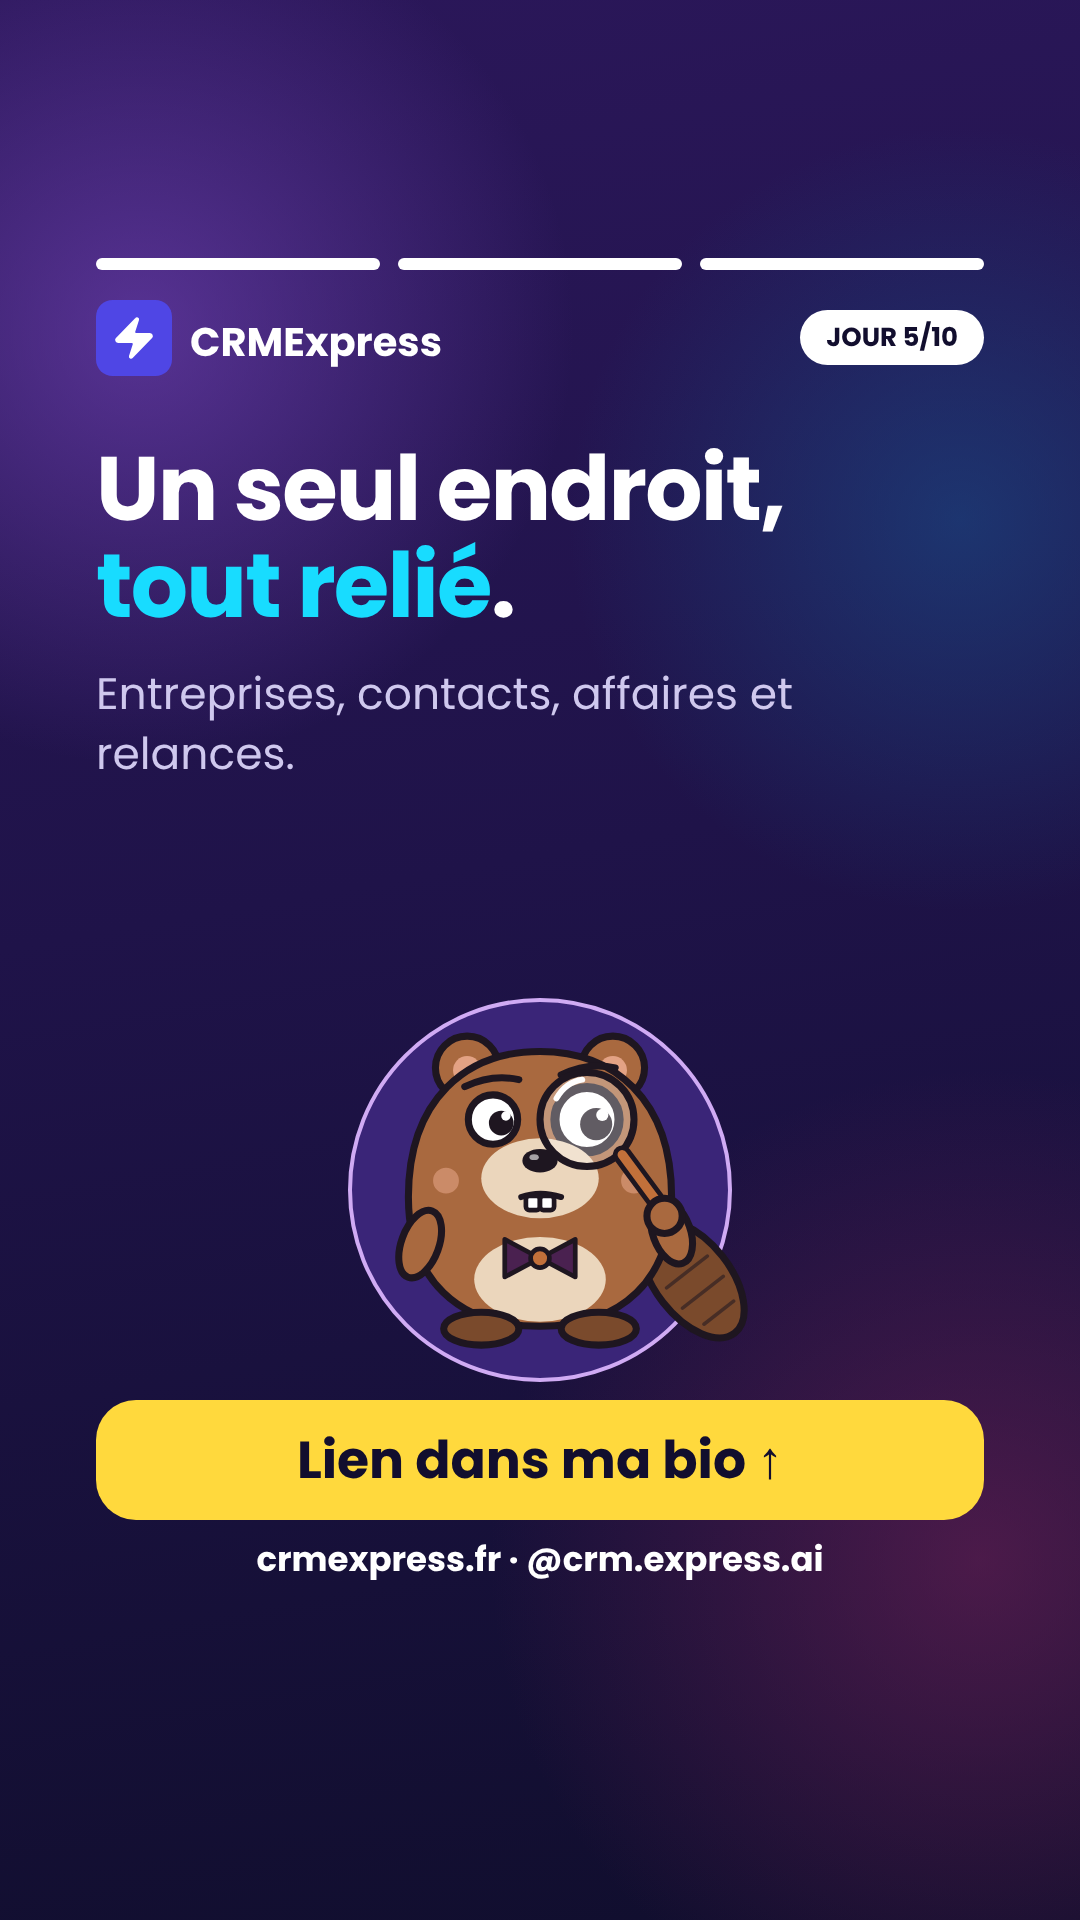 CRMExpress
JOUR 5/10
Un seul endroit,
tout relié.
Entreprises, contacts, affaires et
relances.
Lien dans ma bio ↑
crmexpress.fr · @crm.express.ai